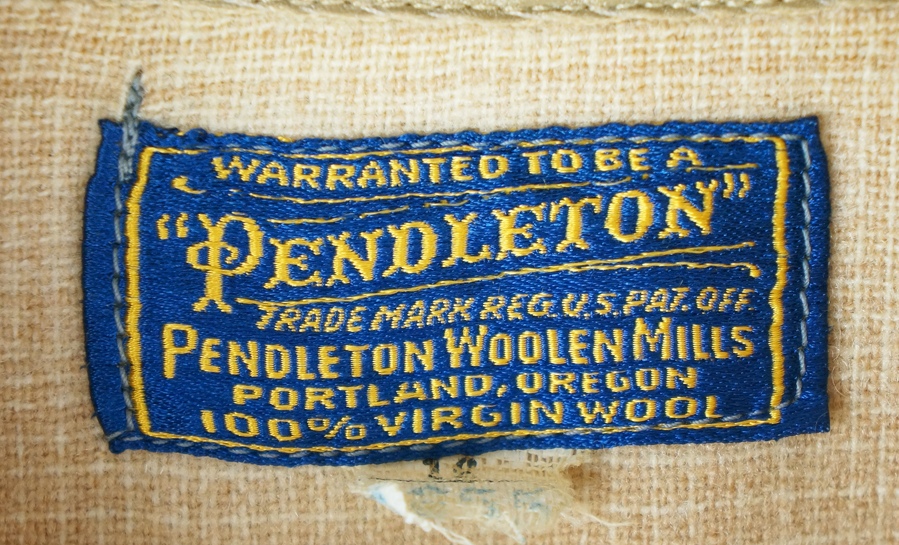 WARRANTED TO BE A
"PENDLETON"
TRADE MARK REG. U.S. PAT. OFF.
PENDLETON WOOLEN MILLS
PORTLAND, OREGON
100% VIRGIN WOOL